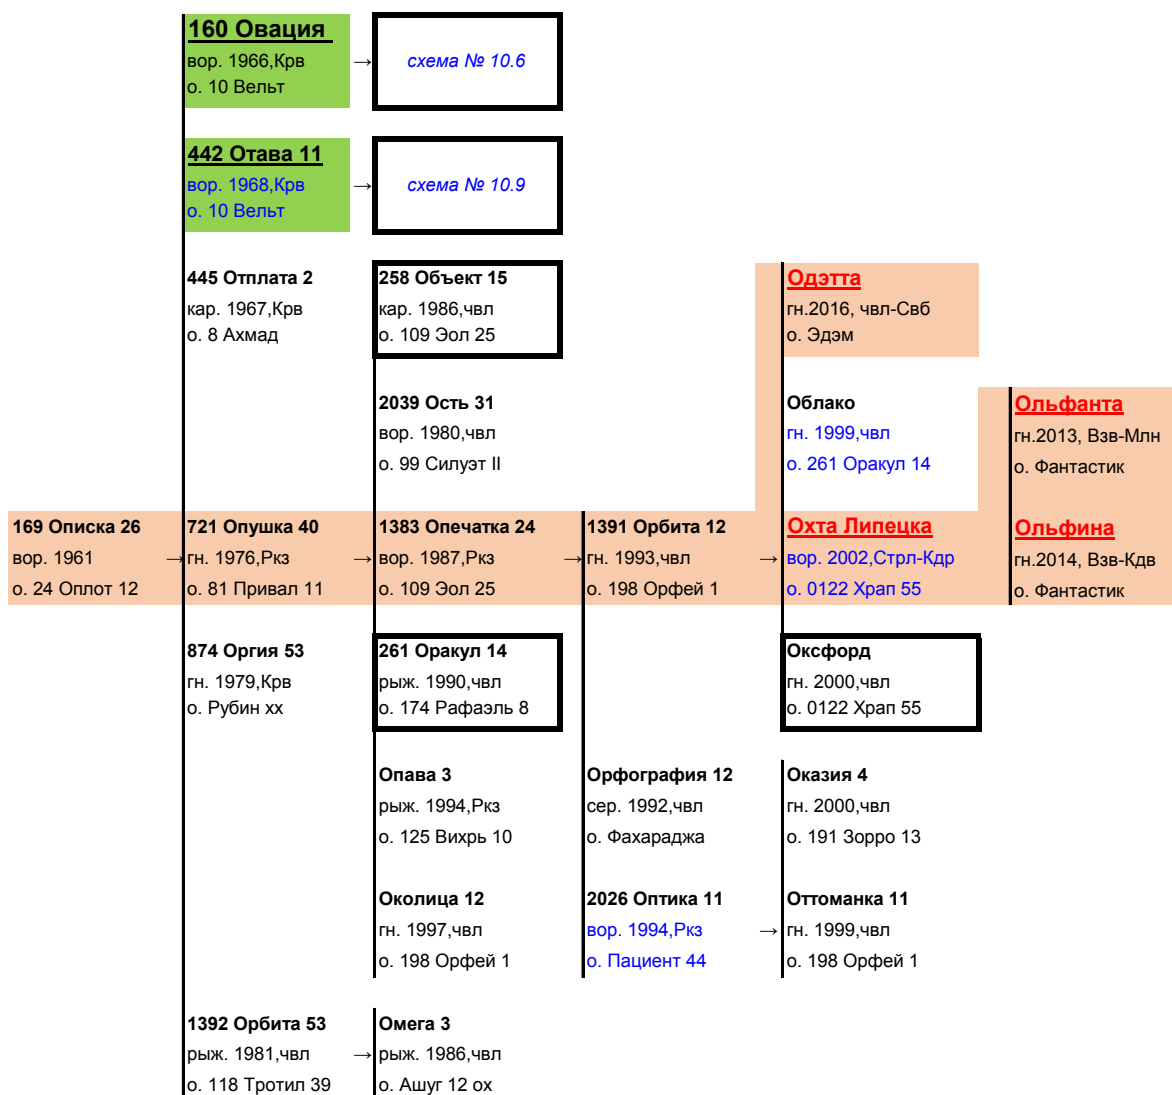 160 Овация
вор. 1966,Крв
о. 10 Вельт
→
схема № 10.6
442 Отава 11
вор. 1968,Крв
о. 10 Вельт
→
схема № 10.9
445 Отплата 2
кар. 1967,Крв
о. 8 Ахмад
258 Объект 15
кар. 1986,чвл
о. 109 Эол 25
Одэтта
гн.2016, чвл-Свб
о. Эдэм
2039 Ость 31
вор. 1980,чвл
о. 99 Силуэт II
Облако
гн. 1999,чвл
о. 261 Оракул 14
Ольфанта
гн.2013, Взв-Млн
о. Фантастик
169 Описка 26
вор. 1961
о. 24 Оплот 12
→
721 Опушка 40
гн. 1976,Ркз
о. 81 Привал 11
→
1383 Опечатка 24
вор. 1987,Ркз
о. 109 Эол 25
→
1391 Орбита 12
гн. 1993,чвл
о. 198 Орфей 1
→
Охта Липецка
вор. 2002,Стрл-Кдр
о. 0122 Храп 55
Ольфина
гн.2014, Взв-Кдв
о. Фантастик
874 Оргия 53
гн. 1979,Крв
о. Рубин хх
261 Оракул 14
рыж. 1990,чвл
о. 174 Рафаэль 8
Оксфорд
гн. 2000,чвл
о. 0122 Храп 55
Опава 3
рыж. 1994,Ркз
о. 125 Вихрь 10
Орфография 12
сер. 1992,чвл
о. Фахараджа
Оказия 4
гн. 2000,чвл
о. 191 Зорро 13
Околица 12
гн. 1997,чвл
о. 198 Орфей 1
2026 Оптика 11
вор. 1994,Ркз
о. Пациент 44
→
Оттоманка 11
гн. 1999,чвл
о. 198 Орфей 1
1392 Орбита 53
рыж. 1981,чвл
о. 118 Тротил 39
→
Омега 3
рыж. 1986,чвл
о. Ашуг 12 ох